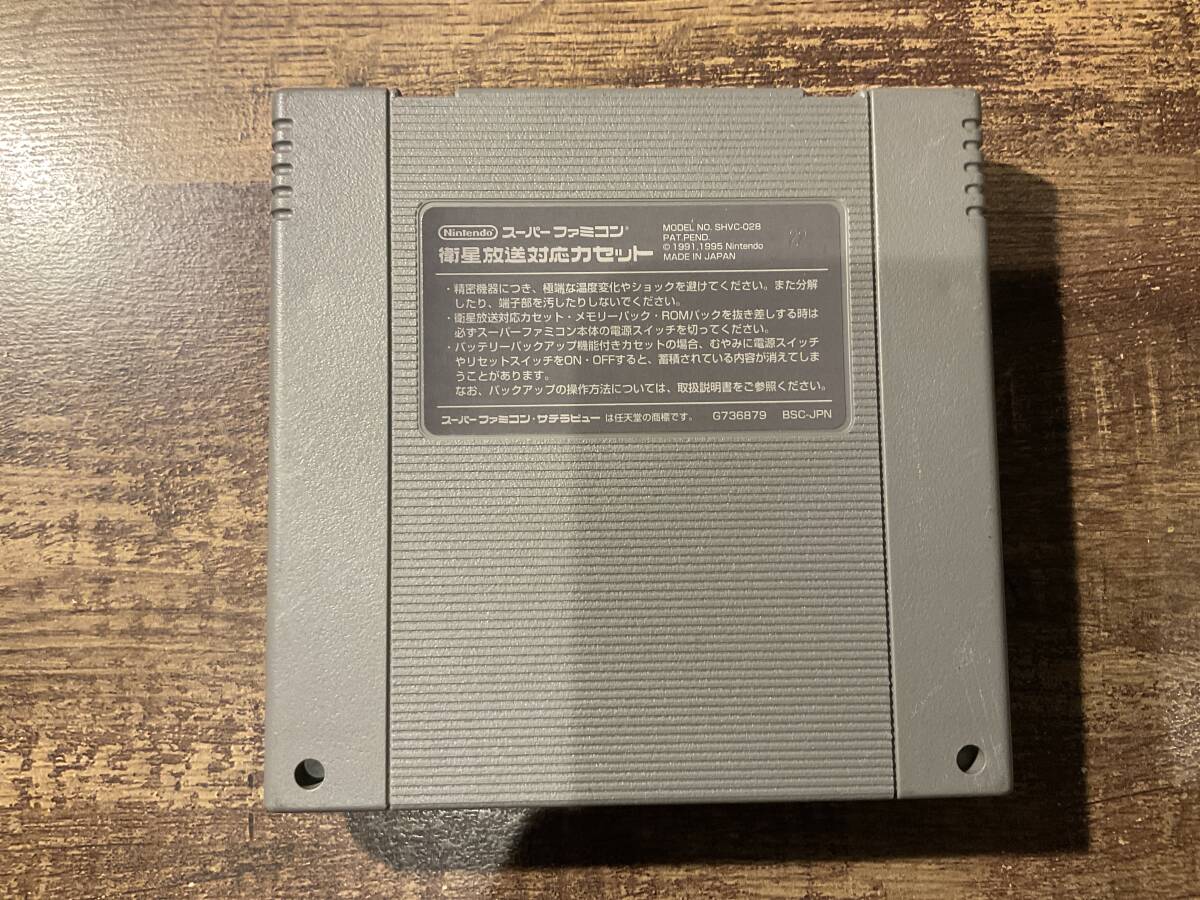 Nintendo スーパーファミコン®
衛星放送対応カセット
MODEL NO. SHVC-028
PAT.PEND.
© 1991,1995 Nintendo
MADE IN JAPAN
22
・精密機器につき、極端な温度変化やショックを避けてください。また分解
したり、端子部を汚したりしないでください。
・衛星放送対応カセット・メモリーパック・ROMパックを抜き差しする時は
必ずスーパーファミコン本体の電源スイッチを切ってください。
・バッテリーバックアップ機能付きカセットの場合、むやみに電源スイッチ
やリセットスイッチをON・OFFすると、蓄積されている内容が消えてしま
うことがあります。
なお、バックアップの操作方法については、取扱説明書をご参照ください。
スーパーファミコン・サテラビューは任天堂の商標です。 G736879 BSC-JPN